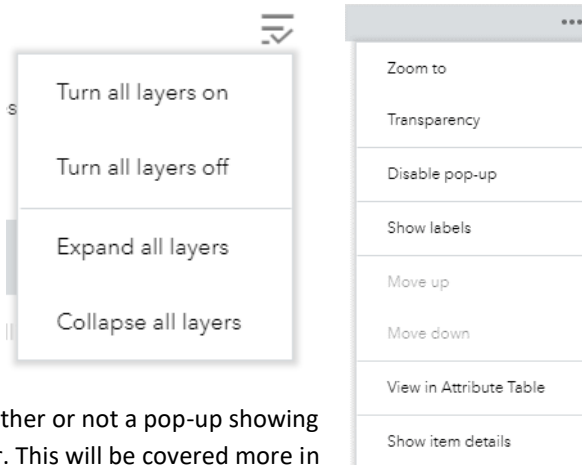 Turn all layers on
Turn all layers off
Expand all layers
Collapse all layers
Zoom to
Transparency
Disable pop-up
Show labels
Move up
Move down
View in Attribute Table
Show item details
or not a pop-up showing
This will be covered more in